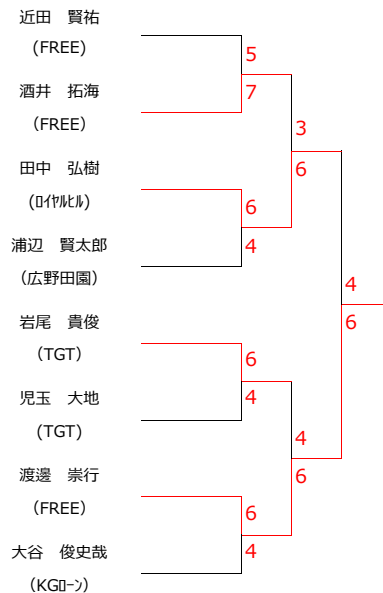 近田　賢祐
(FREE)
5
酒井　拓海
7
(FREE)
3
田中　弘樹
6
(ﾛｲﾔﾙﾋﾙ)
6
浦辺　賢太郎
4
(広野田園)
4
岩尾　貴俊
6
(TGT)
6
児玉　大地
4
(TGT)
4
渡邊　崇行
6
(FREE)
6
大谷　俊史哉
4
(KGﾛｰﾝ)